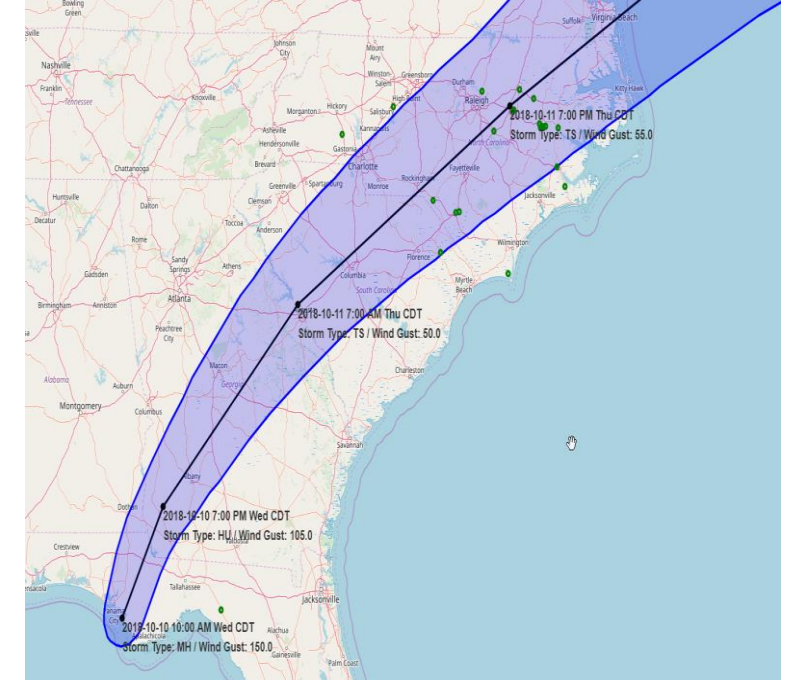 Bowling
Green
Suffolk
Virginia Beach
Johnson
City
Mount
Airy
Nashville
Franklin
Tennessee
Winston-
Salem
Greensboro
Durham
Kitty Hawk
Knoxville
Hickory
High Point
Raleigh
Morganton
Salisbury
2018-10-11 7:00 PM Thu CDT
Storm Type: TS / Wind Gust: 55.0
Asheville
Kannapolis
North Carolina
Hendersonville
Gastonia
Charlotte
Chattanooga
Brevard
Rockingham
Fayetteville
Greenville
Spartanburg
Monroe
Jacksonville
Huntsville
Dalton
Clemson
Decatur
Toccoa
Anderson
Rome
Wilmington
Sandy
Springs
Athens
Florence
Gadsden
Columbia
Myrtle
Beach
South Carolina
Atlanta
Birmingham
Anniston
2018-10-11 7:00 AM Thu CDT
Storm Type: TS / Wind Gust: 50.0
Peachtree
City
Macon
Charleston
Alabama
Auburn
Georgia
Montgomery
Columbus
Savannah
Albany
Dothan
2018-10-10 7:00 PM Wed CDT
Storm Type: HU / Wind Gust: 105.0
Valdosta
Crestview
Tallahassee
Jacksonville
Panama
City
2018-10-10 10:00 AM Wed CDT
Apalachicola
Alachua
Storm Type: MH / Wind Gust: 150.0
Gainesville
Palm Coast